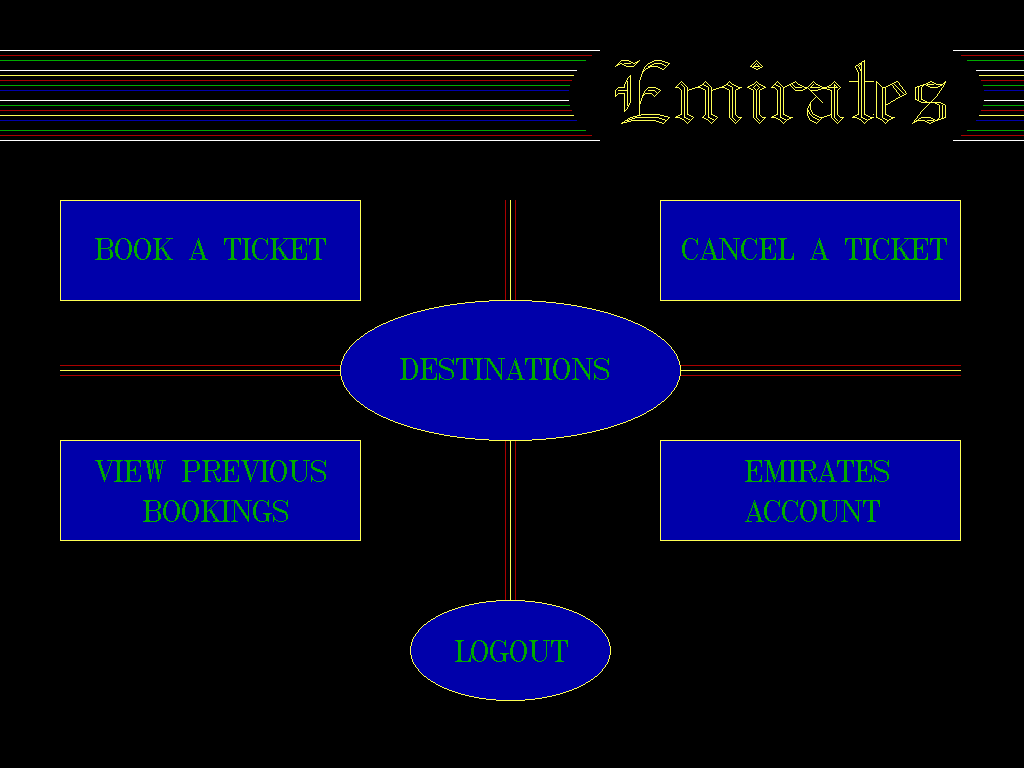 Emirates
BOOK A TICKET
CANCEL A TICKET
DESTINATIONS
VIEW PREVIOUS
BOOKINGS
EMIRATES
ACCOUNT
LOGOUT